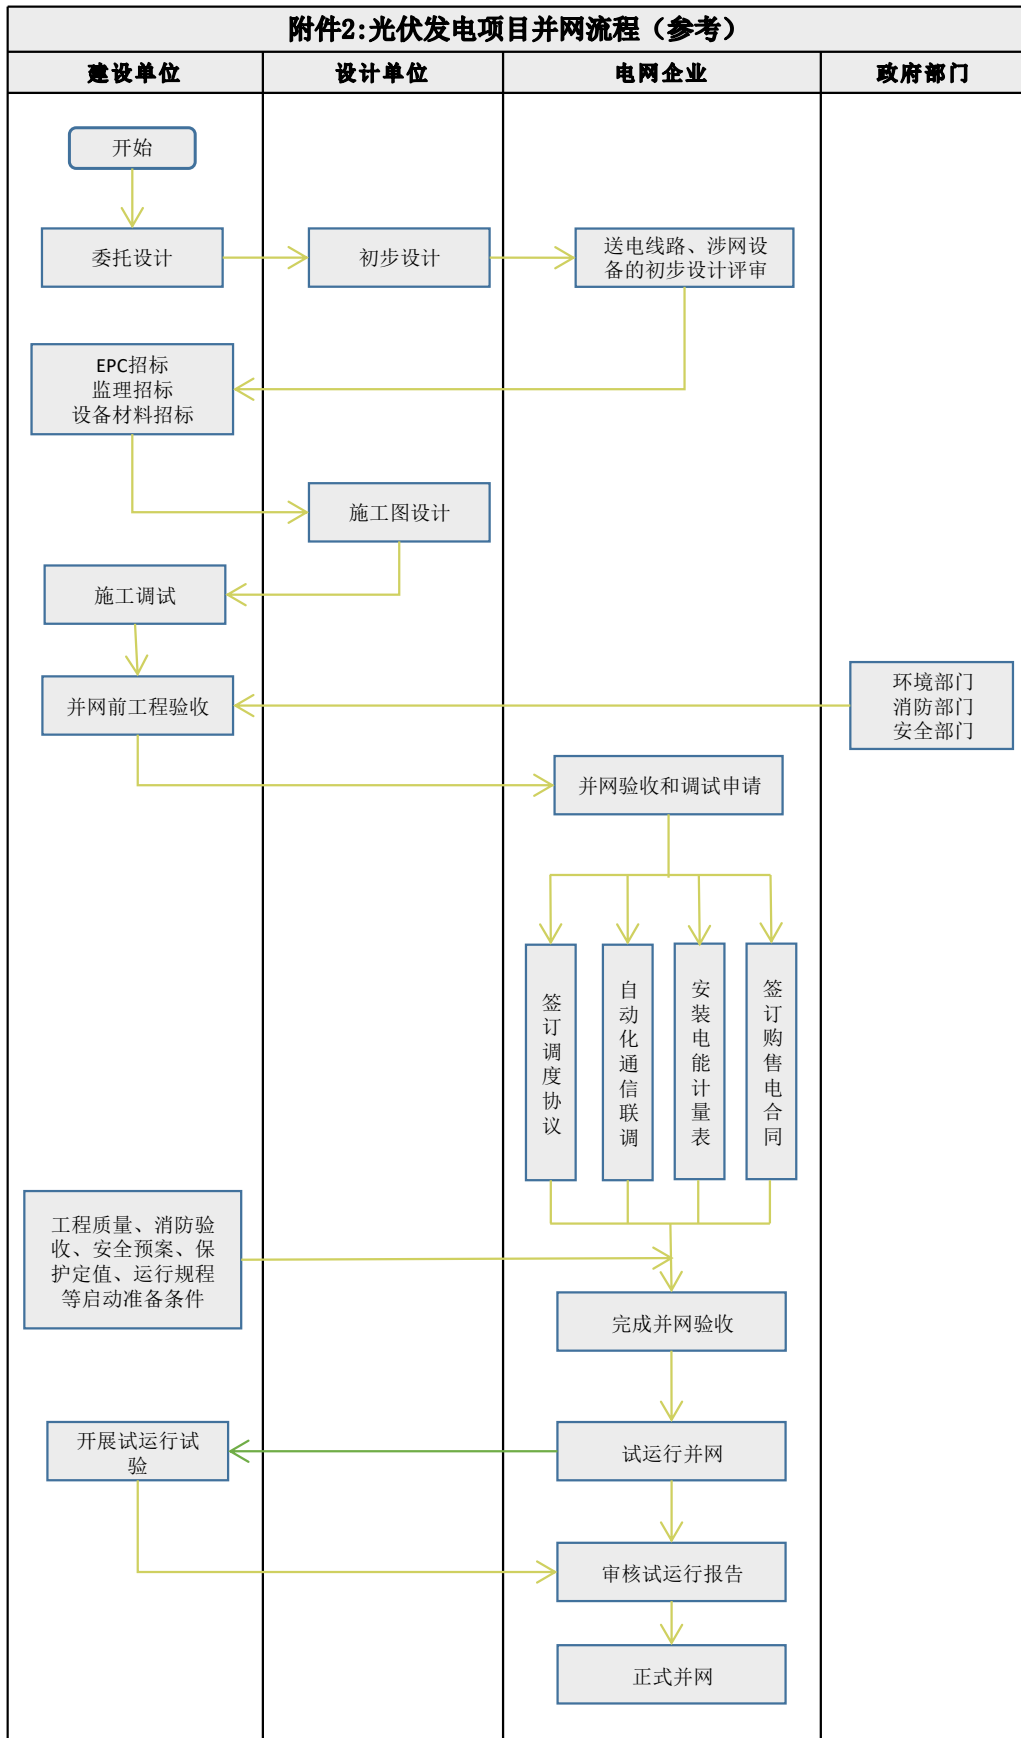 附件2:光伏发电项目并网流程（参考）
建设单位
设计单位
电网企业
政府部门
开始
委托设计
初步设计
送电线路、涉网设
备的初步设计评审
EPC招标
监理招标
设备材料招标
施工图设计
施工调试
并网前工程验收
环境部门
消防部门
安全部门
并网验收和调试申请
签订调度协议
自动化通信联调
安装电能计量表
签订购售电合同
工程质量、消防验
收、安全预案、保
护定值、运行规程
等启动准备条件
完成并网验收
开展试运行试
验
试运行并网
审核试运行报告
正式并网